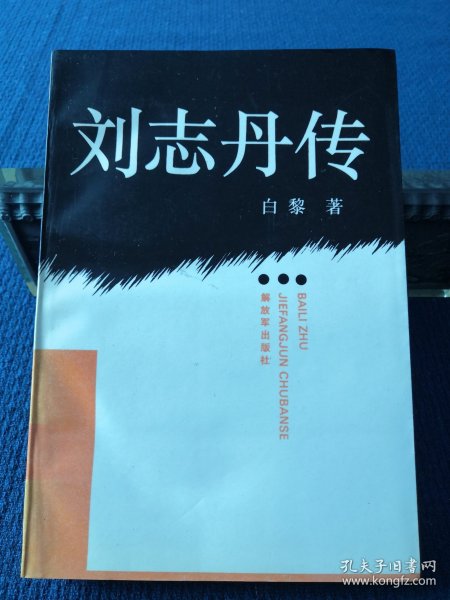 刘志丹传
白黎 著
BAILI ZHU
JIEFANGJUN CHUBANSE
解放军出版社
孔夫子旧书网
www.kongfz.com